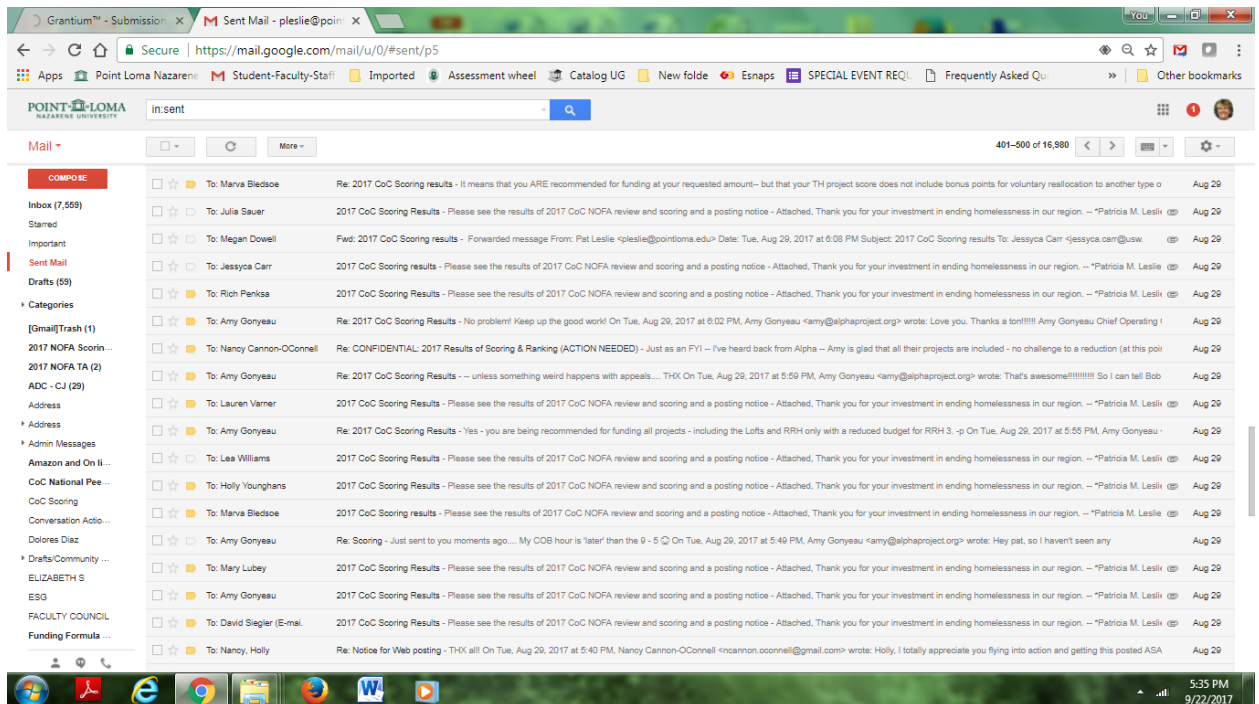 Grantium™ - Submission
Sent Mail - pleslie@poin
You
Secure https://mail.google.com/mail/u/0/#sent/p5
Apps Point Loma Nazarene Student-Faculty-Staff Imported Assessment wheel Catalog UG New folde Esnaps SPECIAL EVENT REQU Frequently Asked Qu » Other bookmarks
POINT LOMA
NAZARENE UNIVERSITY
in:sent
1
Mail
More
401–500 of 16,980
COMPOSE
Inbox (7,559)
Starred
Important
Sent Mail
Drafts (59)
Categories
[Gmail]Trash (1)
2017 NOFA Scorin...
2017 NOFA TA (2)
ADC - CJ (29)
Address
Address
Admin Messages
Amazon and On li...
CoC National Pee...
CoC Scoring
Conversation Actio...
Dolores Diaz
Drafts/Community ...
ELIZABETH S
ESG
FACULTY COUNCIL
Funding Formula ...
To: Marva Bledsoe Re: 2017 CoC Scoring results - It means that you ARE recommended for funding at your requested amount-- but that your TH project score does not include bonus points for voluntary reallocation to another type o Aug 29
To: Julia Sauer 2017 CoC Scoring Results - Please see the results of 2017 CoC NOFA review and scoring and a posting notice - Attached, Thank you for your investment in ending homelessness in our region. -- *Patricia M. Leslie Aug 29
To: Megan Dowell Fwd: 2017 CoC Scoring results - Forwarded message From: Pat Leslie <pleslie@pointloma.edu> Date: Tue, Aug 29, 2017 at 6:08 PM Subject: 2017 CoC Scoring results To: Jessyca Carr <jessyca.carr@usw. Aug 29
To: Jessyca Carr 2017 CoC Scoring results - Please see the results of 2017 CoC NOFA review and scoring and a posting notice - Attached, Thank you for your investment in ending homelessness in our region. -- *Patricia M. Leslie Aug 29
To: Rich Penksa 2017 CoC Scoring Results - Please see the results of 2017 CoC NOFA review and scoring and a posting notice - Attached, Thank you for your investment in ending homelessness in our region. -- *Patricia M. Leslie Aug 29
To: Amy Gonyeau Re: 2017 CoC Scoring Results - No problem! Keep up the good work! On Tue, Aug 29, 2017 at 6:02 PM, Amy Gonyeau <amy@alphaproject.org> wrote: Love you. Thanks a ton!!!!!! Amy Gonyeau Chief Operating Aug 29
To: Nancy Cannon-OConnell Re: CONFIDENTIAL: 2017 Results of Scoring & Ranking (ACTION NEEDED) - Just as an FYI -- I've heard back from Alpha -- Amy is glad that all their projects are included - no challenge to a reduction (at this poin Aug 29
To: Amy Gonyeau Re: 2017 CoC Scoring Results - -- unless something weird happens with appeals.... THX On Tue, Aug 29, 2017 at 5:59 PM, Amy Gonyeau <amy@alphaproject.org> wrote: That's awesome!!!!!!!!!!! So I can tell Bob Aug 29
To: Lauren Varner 2017 CoC Scoring Results - Please see the results of 2017 CoC NOFA review and scoring and a posting notice - Attached, Thank you for your investment in ending homelessness in our region. -- *Patricia M. Leslie Aug 29
To: Amy Gonyeau Re: 2017 CoC Scoring Results - Yes - you are being recommended for funding all projects - including the Lofts and RRH only with a reduced budget for RRH 3. -p On Tue, Aug 29, 2017 at 5:55 PM, Amy Gonyeau Aug 29
To: Lea Williams 2017 CoC Scoring Results - Please see the results of 2017 CoC NOFA review and scoring and a posting notice - Attached, Thank you for your investment in ending homelessness in our region. -- *Patricia M. Leslie Aug 29
To: Holly Younghans 2017 CoC Scoring Results - Please see the results of 2017 CoC NOFA review and scoring and a posting notice - Attached, Thank you for your investment in ending homelessness in our region. -- *Patricia M. Leslie Aug 29
To: Marva Bledsoe 2017 CoC Scoring results - Please see the results of 2017 CoC NOFA review and scoring and a posting notice - Attached, Thank you for your investment in ending homelessness in our region. -- *Patricia M. Leslie Aug 29
To: Amy Gonyeau Re: Scoring - Just sent to you moments ago.... My COB hour is 'later' than the 9 - 5 On Tue, Aug 29, 2017 at 5:49 PM, Amy Gonyeau <amy@alphaproject.org> wrote: Hey pat, so I haven't seen any Aug 29
To: Mary Lubey 2017 CoC Scoring Results - Please see the results of 2017 CoC NOFA review and scoring and a posting notice - Attached, Thank you for your investment in ending homelessness in our region. -- *Patricia M. Leslie Aug 29
To: Amy Gonyeau 2017 CoC Scoring Results - Please see the results of 2017 CoC NOFA review and scoring and a posting notice - Attached, Thank you for your investment in ending homelessness in our region. -- *Patricia M. Leslie Aug 29
To: David Siegler (E-mai. 2017 CoC Scoring Results - Please see the results of 2017 CoC NOFA review and scoring and a posting notice - Attached, Thank you for your investment in ending homelessness in our region. -- *Patricia M. Leslie Aug 29
To: Nancy, Holly Re: Notice for Web posting - THX all! On Tue, Aug 29, 2017 at 5:40 PM, Nancy Cannon-OConnell <ncannon.oconnell@gmail.com> wrote: Holly, I totally appreciate you flying into action and getting this posted ASA Aug 29
5:35 PM
9/22/2017